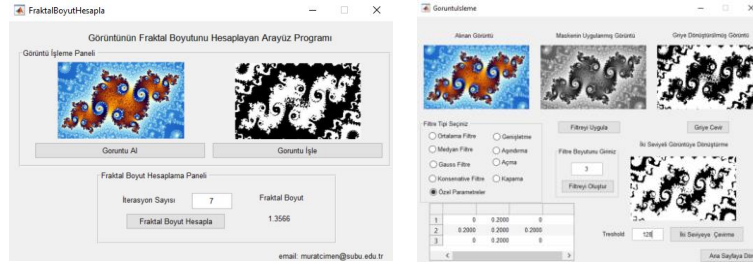 FraktalBoyutHesapla
Görüntünün Fraktal Boyutunu Hesaplayan Arayüz Programı
Görüntü İşleme Paneli
Goruntu Al
Goruntu İşle
Fraktal Boyut Hesaplama Paneli
İterasyon Sayısı
7
Fraktal Boyut
Fraktal Boyut Hesapla
1.3566
email: muratcimen@subu.edu.tr
GoruntuIsleme
Alınan Görüntü
Maskenin Uygulanmış Görüntü
Griye Dönüştürülmüş Görüntü
Filtre Tipi Seçiniz
Ortalama Filtre
Genişletme
Medyan Filtre
Aşındırma
Gauss Filtre
Açma
Konservative Filtre
Kapama
Özel Parametreler
Filtreyi Uygula
Filtre Boyutunu Giriniz
3
Filtreyi Oluştur
Griye Cevir
İki Seviyeli Görüntüye Dönüştürme
1 0 0.2000 0
2 0.2000 0.2000 0.2000
3 0 0.2000 0
Treshold
128
İki Seviyeye Çevirme
Ana Sayfaya